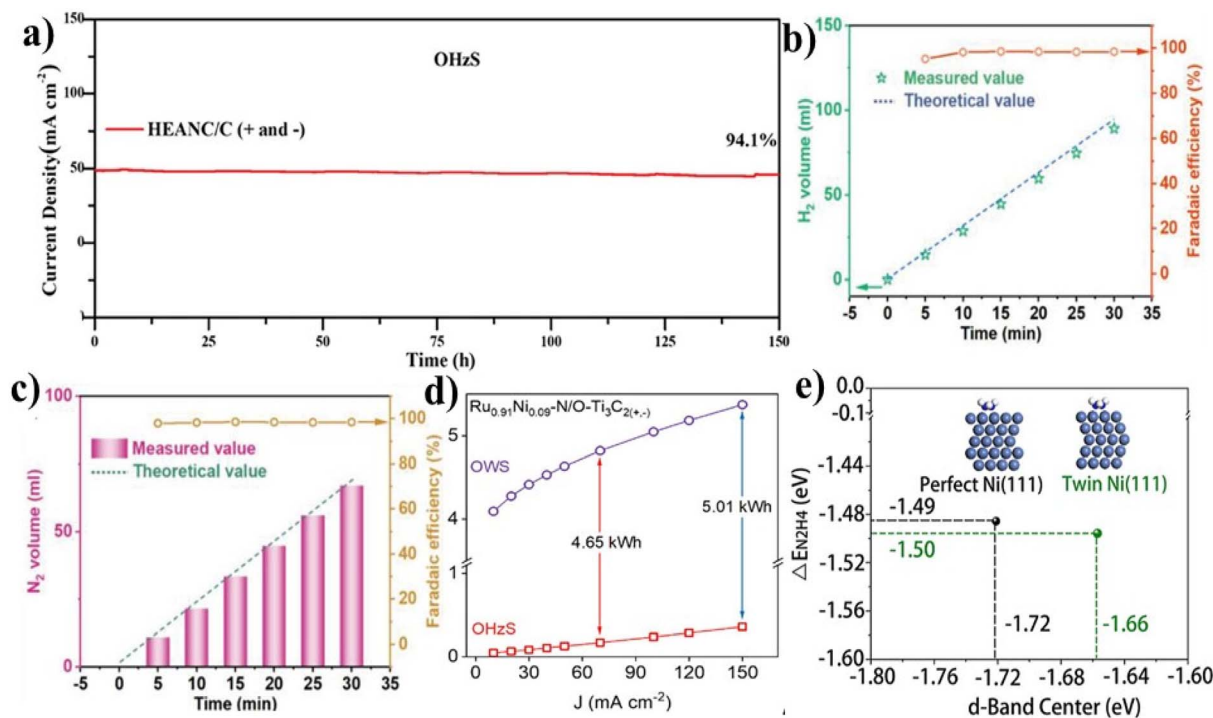 a)
150
100
50
0
Current Density(mA cm⁻²)
OHzS
HEANC/C (+ and -)
94.1%
0 25 50 75 100 125 150
Time (h)
b)
150
100
50
0
H₂ volume (ml)
Measured value
Theoretical value
100
80
60
40
20
0
Faradaic efficiency (%)
-5 0 5 10 15 20 25 30 35
Time (min)
c)
100
50
0
N₂ volume (ml)
Measured value
Theoretical value
100
80
60
40
20
0
Faradaic efficiency (%)
-5 0 5 10 15 20 25 30 35
Time (min)
d)
Ru₀.₉₁Ni₀.₀₉-N/O-Ti₃C₂₍₊,₋₎
5
4
1
0
OWS
4.65 kWh
5.01 kWh
OHzS
0 30 60 90 120 150
J (mA cm⁻²)
e)
0.0
-0.1
-1.44
-1.48
-1.52
-1.56
-1.60
△EN2H4 (eV)
Perfect Ni(111)
Twin Ni(111)
-1.49
-1.50
-1.72
-1.66
-1.80 -1.76 -1.72 -1.68 -1.64 -1.60
d-Band Center (eV)